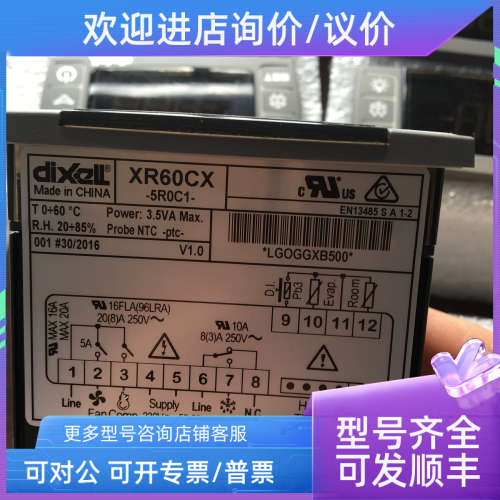 欢迎进店询价/议价
dixell
Made in CHINA
XR60CX
-5R0C1-
c RU US
T 0÷60 °C
Power: 3.5VA Max.
EN13485 S A 1-2
R.H. 20÷85%
Probe NTC -ptc-
001 #30/2016
V1.0
*LGOGGXB500*
D.I.
Pb3
Evap.
Room
MAX 16A
MAX 20A
16FLA(96LRA)
20(8)A 250V~
10A
8(3)A 250V~
5A
9 10 11 12
1 2 3 4 5 6 7 8
Line
Supply
Line
N.C.
Fan Comp.
更多型号咨询店铺客服
可对公 可开专票/普票
型号齐全
可发顺丰